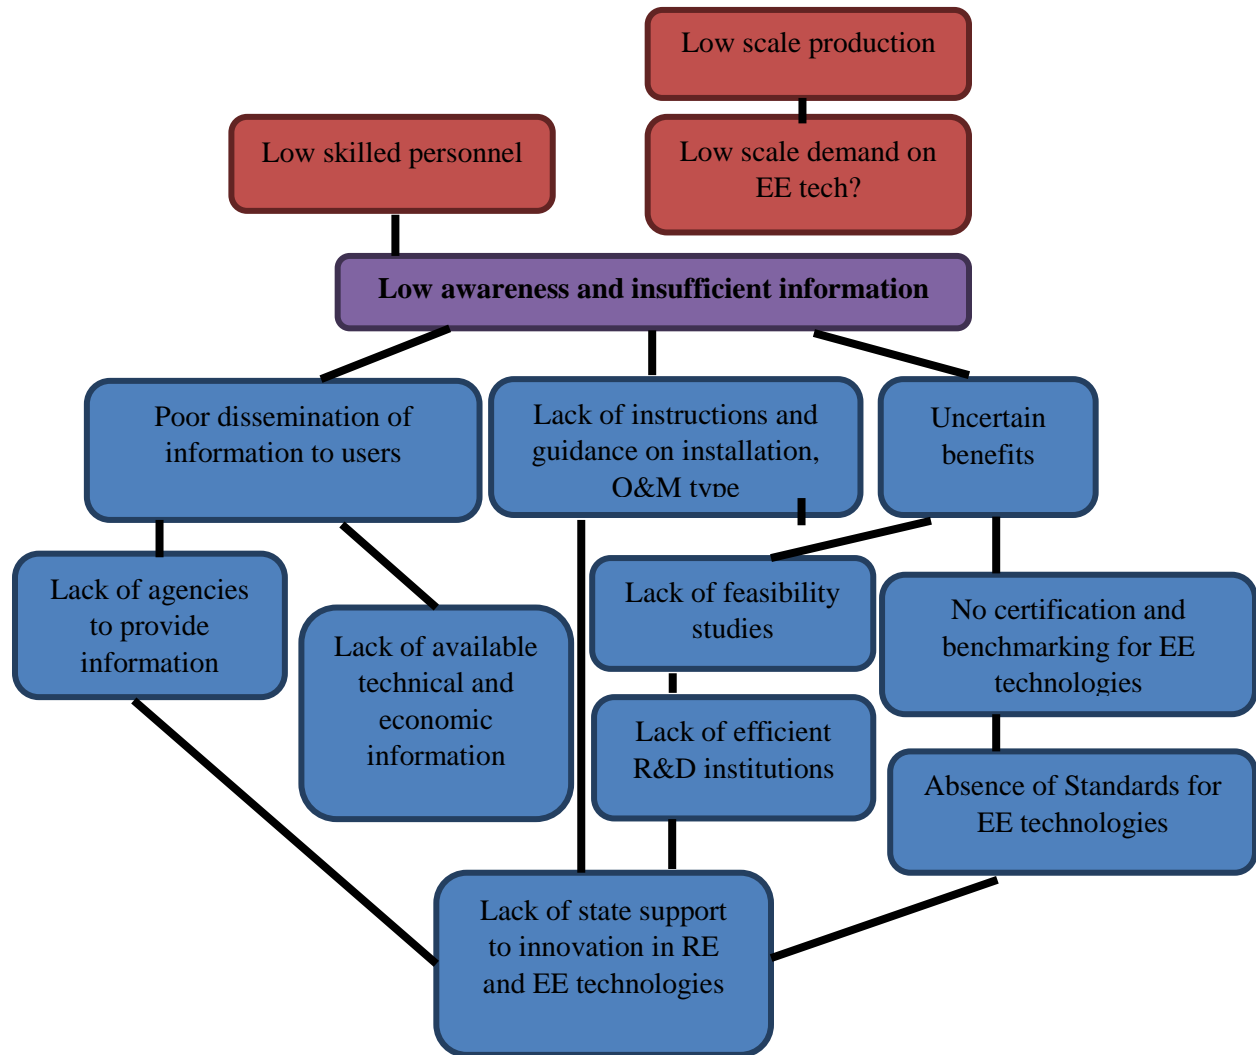 Low scale production
Low skilled personnel
Low scale demand on
EE tech?
Low awareness and insufficient information
Poor dissemination of
information to users
Lack of instructions and
guidance on installation,
O&M type
Uncertain
benefits
Lack of agencies
to provide
information
Lack of available
technical and
economic
information
Lack of feasibility
studies
No certification and
benchmarking for EE
technologies
Lack of efficient
R&D institutions
Absence of Standards for
EE technologies
Lack of state support
to innovation in RE
and EE technologies